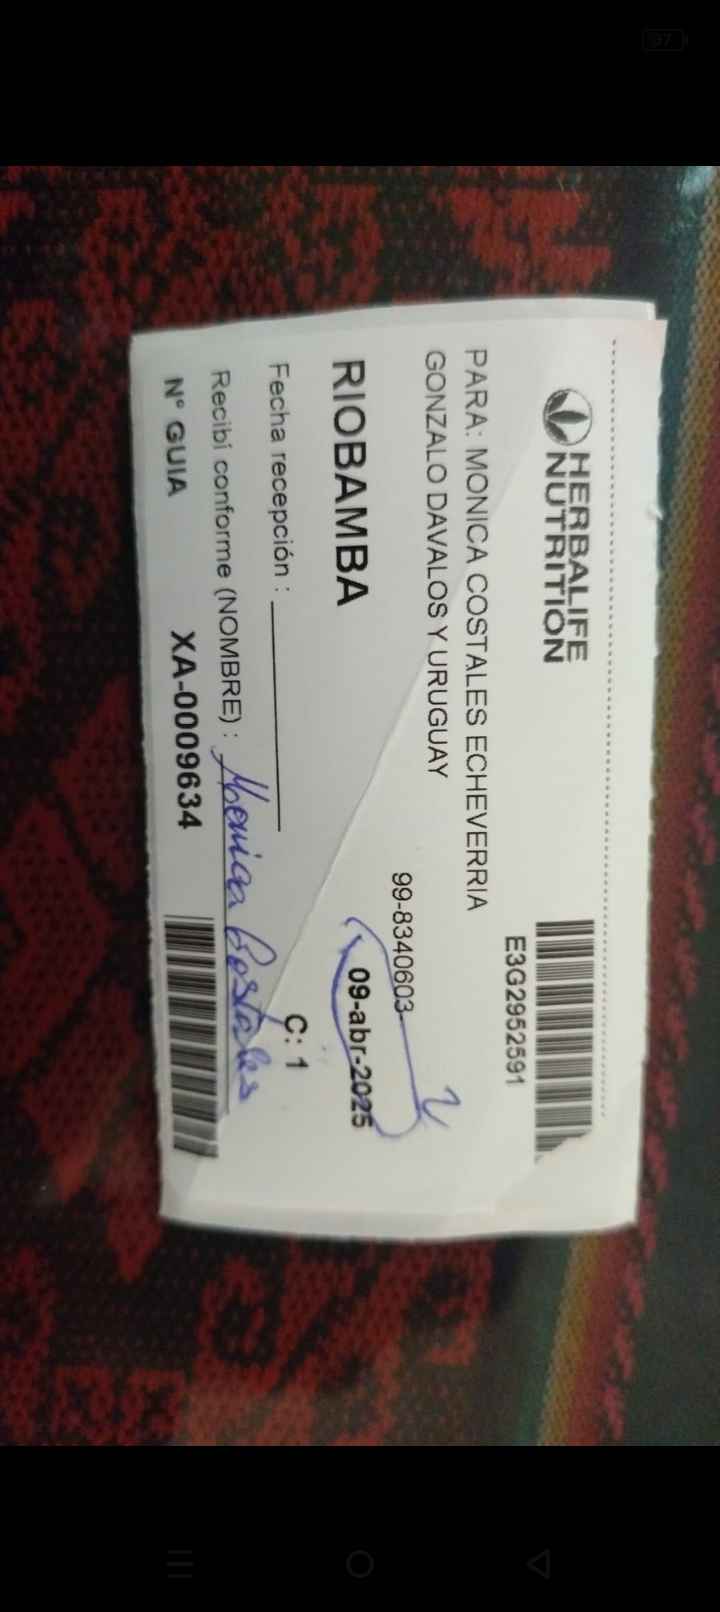 97
HERBALIFE
NUTRITION
E3G2952591
PARA: MONICA COSTALES ECHEVERRIA
GONZALO DAVALOS Y URUGUAY
99-8340603
RIOBAMBA
09-abr-2025
Fecha recepción :
C: 1
Recibí conforme (NOMBRE) : Monica Costales
N° GUIA XA-0009634